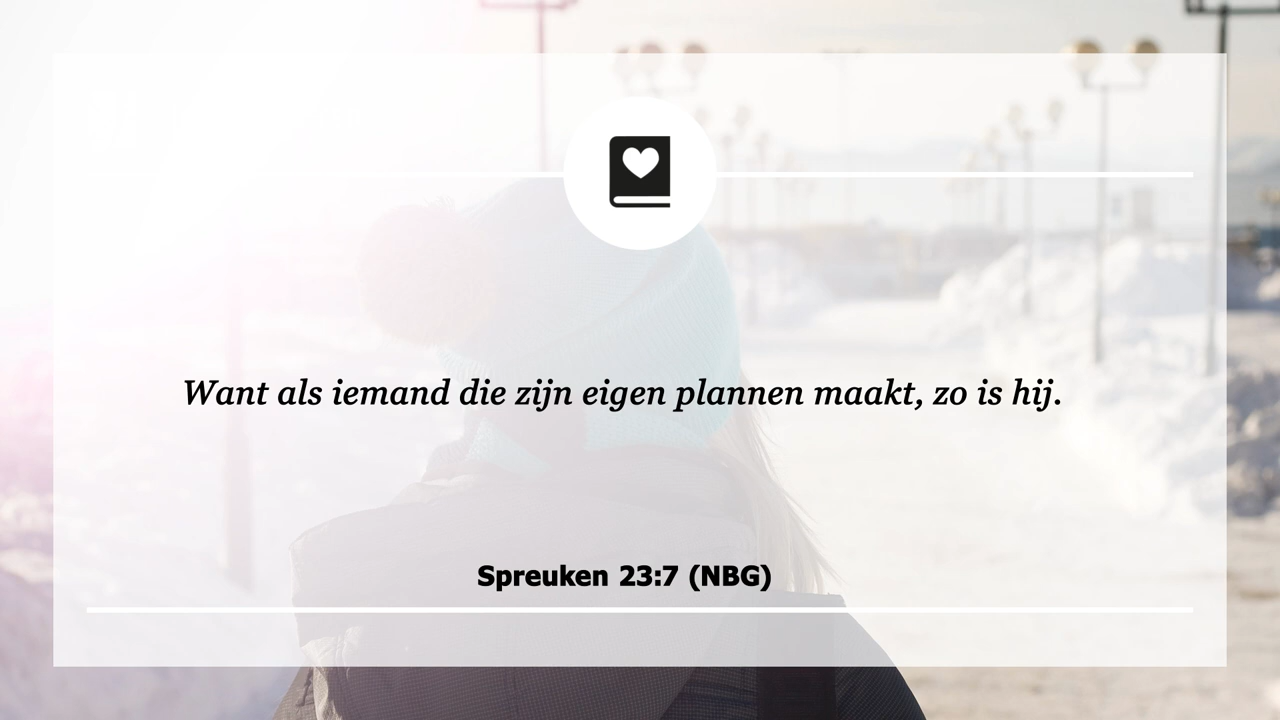 Want als iemand die zijn eigen plannen maakt, zo is hij.
Spreuken 23:7 (NBG)